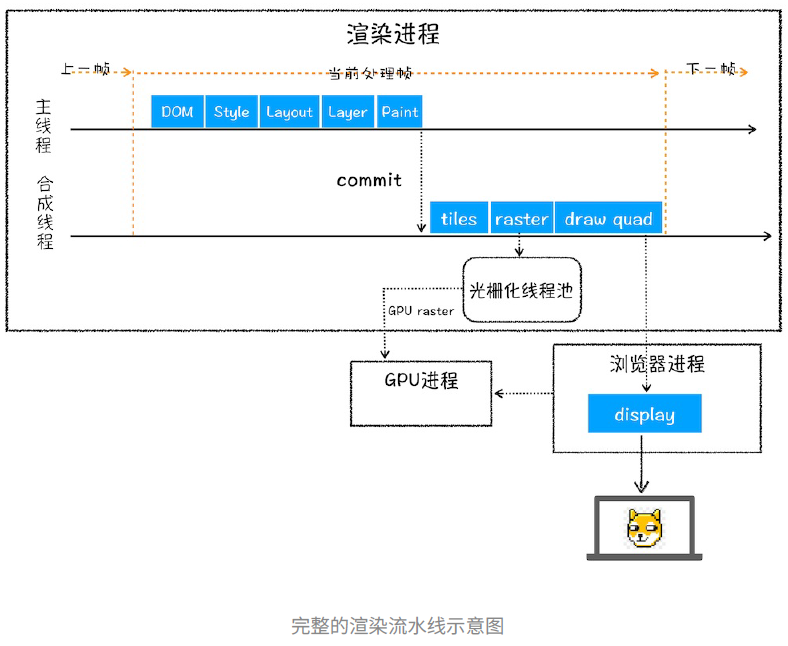 渲染进程
上一帧
当前处理帧
下一帧
主线程
DOM Style Layout Layer Paint
commit
合成线程
tiles raster draw quad
光栅化线程池
GPU raster
GPU进程
浏览器进程
display
完整的渲染流水线示意图